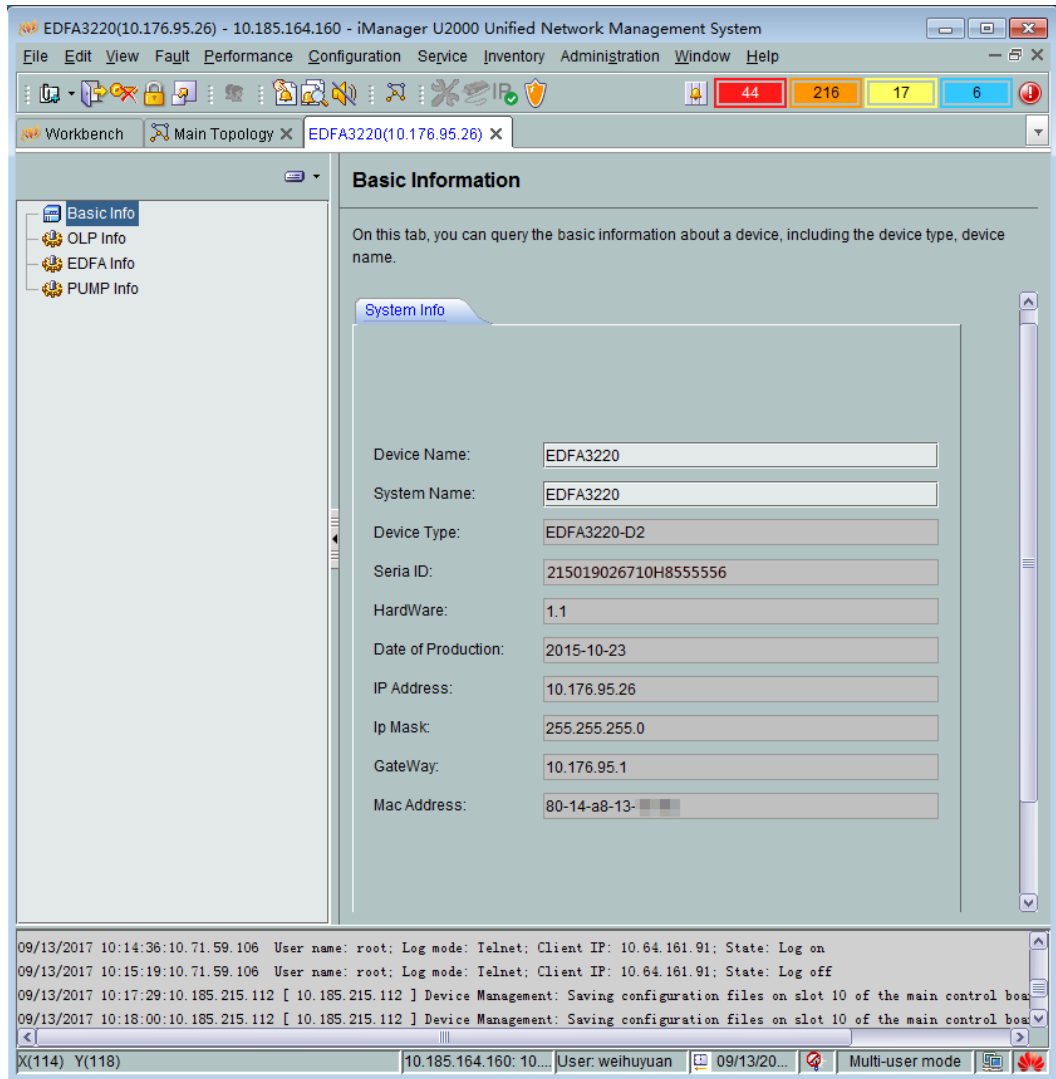 EDFA3220(10.176.95.26) - 10.185.164.160 - iManager U2000 Unified Network Management System
File Edit View Fault Performance Configuration Service Inventory Administration Window Help
44 216 17 6
Workbench Main Topology EDFA3220(10.176.95.26)
Basic Info
OLP Info
EDFA Info
PUMP Info
Basic Information
On this tab, you can query the basic information about a device, including the device type, device
name.
System Info
Device Name: EDFA3220
System Name: EDFA3220
Device Type: EDFA3220-D2
Seria ID: 215019026710H8555556
HardWare: 1.1
Date of Production: 2015-10-23
IP Address: 10.176.95.26
Ip Mask: 255.255.255.0
GateWay: 10.176.95.1
Mac Address: 80-14-a8-13-
09/13/2017 10:14:36:10.71.59.106 User name: root; Log mode: Telnet; Client IP: 10.64.161.91; State: Log on
09/13/2017 10:15:19:10.71.59.106 User name: root; Log mode: Telnet; Client IP: 10.64.161.91; State: Log off
09/13/2017 10:17:29:10.185.215.112 [ 10.185.215.112 ] Device Management: Saving configuration files on slot 10 of the main control boa
09/13/2017 10:18:00:10.185.215.112 [ 10.185.215.112 ] Device Management: Saving configuration files on slot 10 of the main control boa
X(114) Y(118) 10.185.164.160: 10.... User: weihuyuan 09/13/20... Multi-user mode